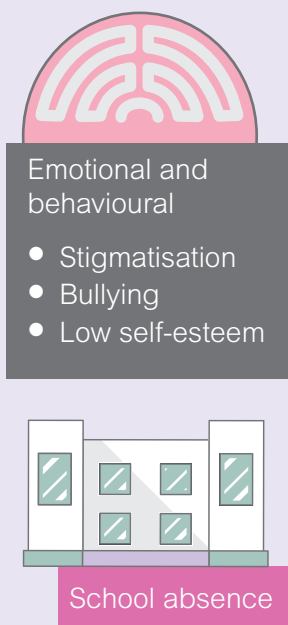 Emotional and
behavioural
● Stigmatisation
● Bullying
● Low self-esteem
School absence